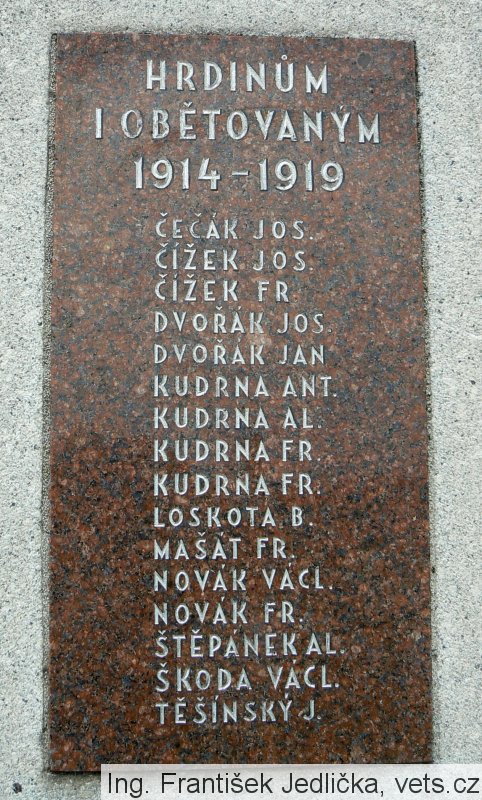 HRDINŮM
I OBĚTOVANÝM
1914 - 1919
ČEČÁK JOS.
ČÍŽEK JOS.
ČÍŽEK FR.
DVOŘÁK JOS.
DVOŘÁK JAN
KUDRNA ANT.
KUDRNA AL.
KUDRNA FR.
KUDRNA FR.
LOSKOTA B.
MAŠÁT FR.
NOVÁK VÁCL.
NOVÁK FR.
ŠTĚPÁNEK AL.
ŠKODA VÁCL.
TĚŠÍNSKÝ J.
Ing. František Jedlička, vets.cz